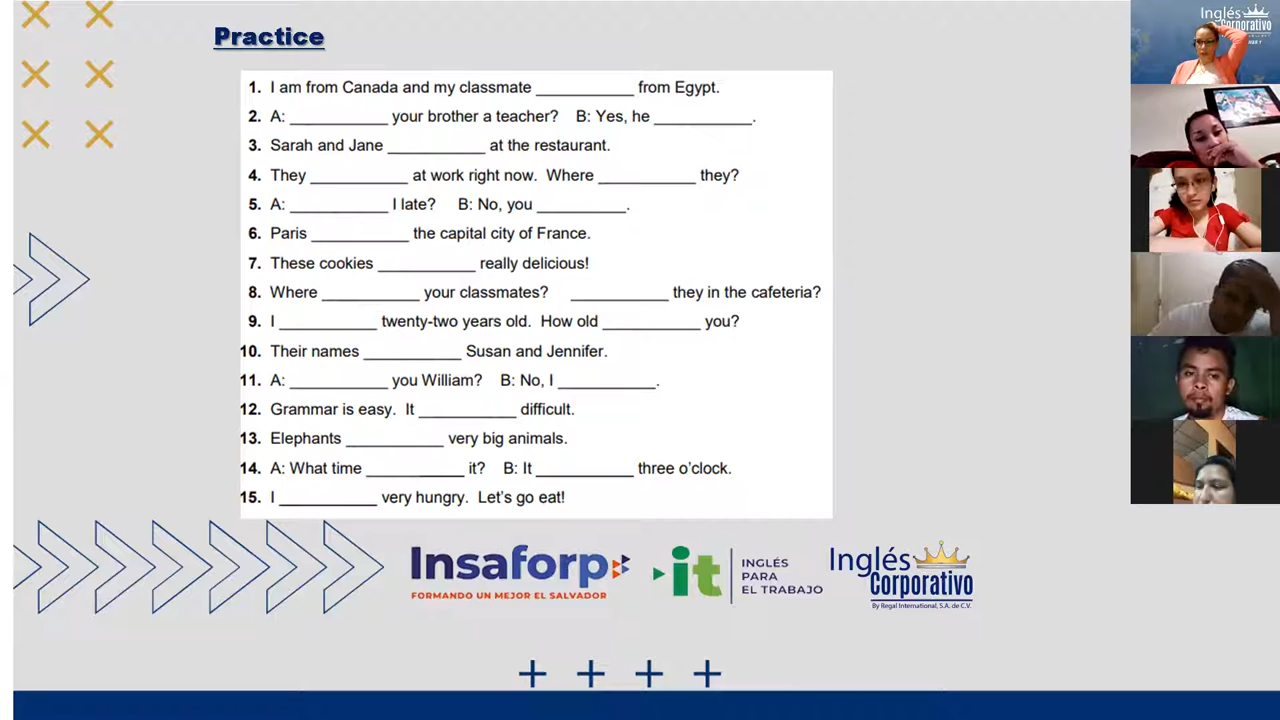 Practice
1. I am from Canada and my classmate ___________ from Egypt.
2. A: ___________ your brother a teacher? B: Yes, he ___________.
3. Sarah and Jane ___________ at the restaurant.
4. They ___________ at work right now. Where ___________ they?
5. A: ___________ I late? B: No, you __________.
6. Paris ___________ the capital city of France.
7. These cookies ___________ really delicious!
8. Where ___________ your classmates? ___________ they in the cafeteria?
9. I ___________ twenty-two years old. How old ___________ you?
10. Their names ___________ Susan and Jennifer.
11. A: ___________ you William? B: No, I ___________.
12. Grammar is easy. It ___________ difficult.
13. Elephants ___________ very big animals.
14. A: What time ___________ it? B: It ___________ three o'clock.
15. I ___________ very hungry. Let's go eat!
Insaforp
FORMANDO UN MEJOR EL SALVADOR
it
INGLÉS
PARA
EL TRABAJO
Inglés
Corporativo
By Regal International, S.A. de C.V.
Inglés
Corporativo